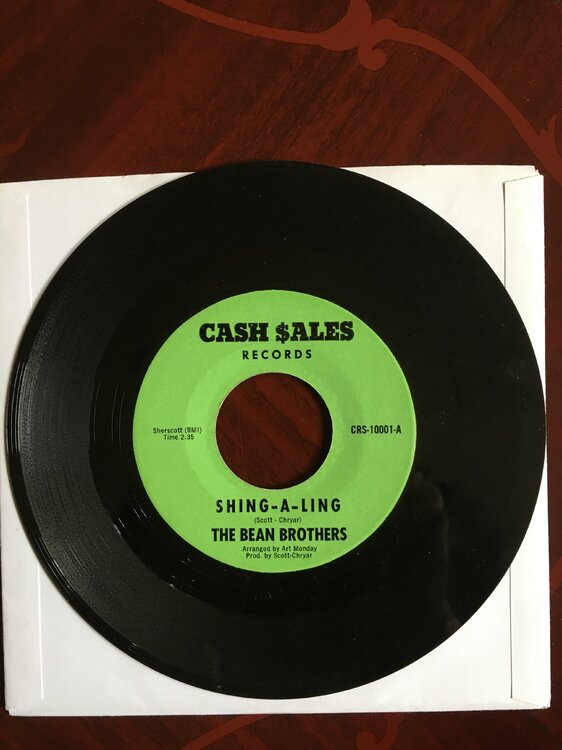 CASH $ALES
RECORDS
Sherscott (BMI)
Time 2:35
CRS-10001-A
SHING-A-LING
(Scott - Chryar)
THE BEAN BROTHERS
Arranged by Art Monday
Prod. by Scott-Chryar